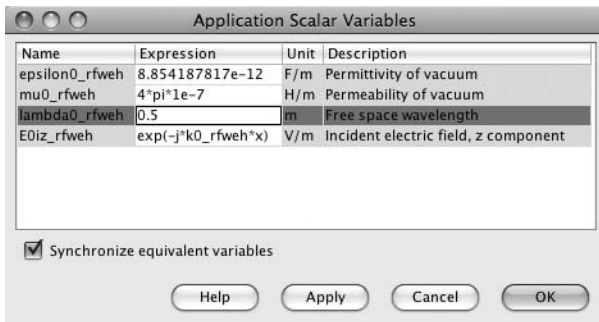 Application Scalar Variables
Name Expression Unit Description
epsilon0_rfweh 8.854187817e-12 F/m Permittivity of vacuum
mu0_rfweh 4*pi*1e-7 H/m Permeability of vacuum
lambda0_rfweh 0.5 m Free space wavelength
E0iz_rfweh exp(-j*k0_rfweh*x) V/m Incident electric field, z component
Synchronize equivalent variables
Help Apply Cancel OK